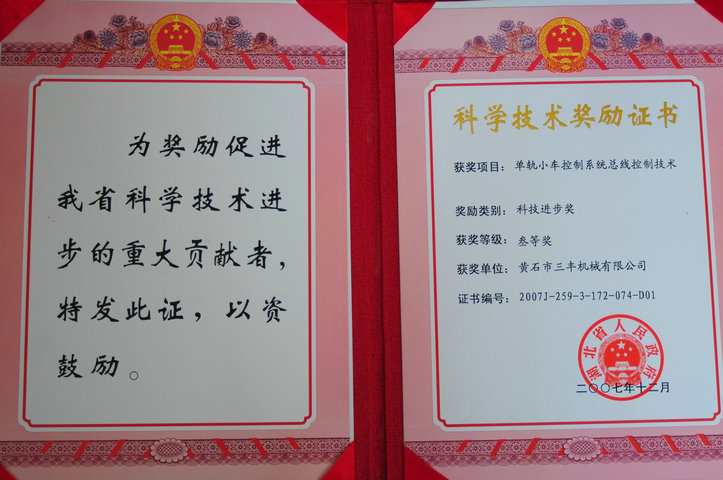 为奖励促进
我省科学技术进
步的重大贡献者，
特发此证，以资
鼓励。
科学技术奖励证书
获奖项目：单轨小车控制系统总线控制技术
奖励类别：科技进步奖
获奖等级：叁等奖
获奖单位：黄石市三丰机械有限公司
证书编号：2007J-259-3-172-074-D01
湖北省人民政府
二〇〇七年十二月